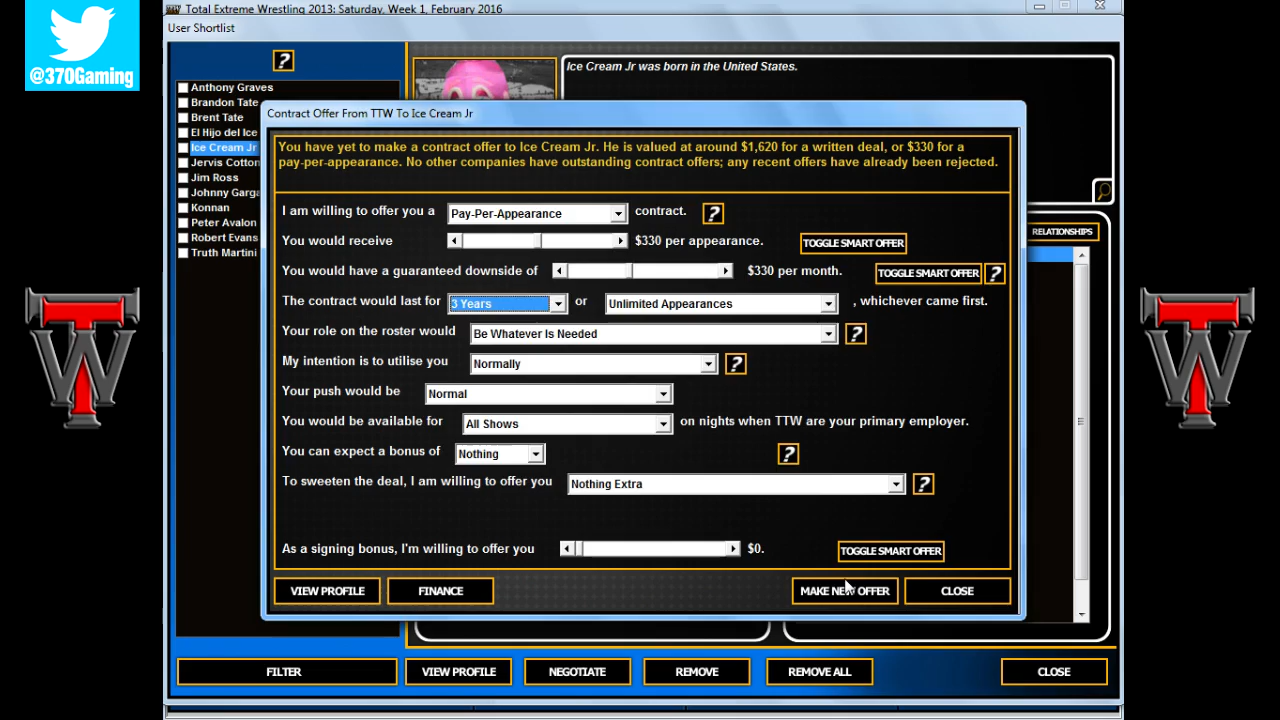 Total Extreme Wrestling 2013: Saturday, Week 1, February 2016
User Shortlist
@370Gaming
?
Anthony Graves
Brandon Tate
Brent Tate
El Hijo del Ice
Ice Cream Jr
Jervis Cotton
Jim Ross
Johnny Garga
Konnan
Peter Avalon
Robert Evans
Truth Martini
Ice Cream Jr was born in the United States.
RELATIONSHIPS
Contract Offer From TTW To Ice Cream Jr
You have yet to make a contract offer to Ice Cream Jr. He is valued at around $1,620 for a written deal, or $330 for a
pay-per-appearance. No other companies have outstanding contract offers; any recent offers have already been rejected.
I am willing to offer you a Pay-Per-Appearance contract. ?
You would receive $330 per appearance. TOGGLE SMART OFFER
You would have a guaranteed downside of $330 per month. TOGGLE SMART OFFER ?
The contract would last for 3 Years or Unlimited Appearances , whichever came first.
Your role on the roster would Be Whatever Is Needed ?
My intention is to utilise you Normally ?
Your push would be Normal
You would be available for All Shows on nights when TTW are your primary employer.
You can expect a bonus of Nothing ?
To sweeten the deal, I am willing to offer you Nothing Extra ?
As a signing bonus, I'm willing to offer you $0. TOGGLE SMART OFFER
VIEW PROFILE FINANCE MAKE NEW OFFER CLOSE
FILTER VIEW PROFILE NEGOTIATE REMOVE REMOVE ALL CLOSE
TW
TW